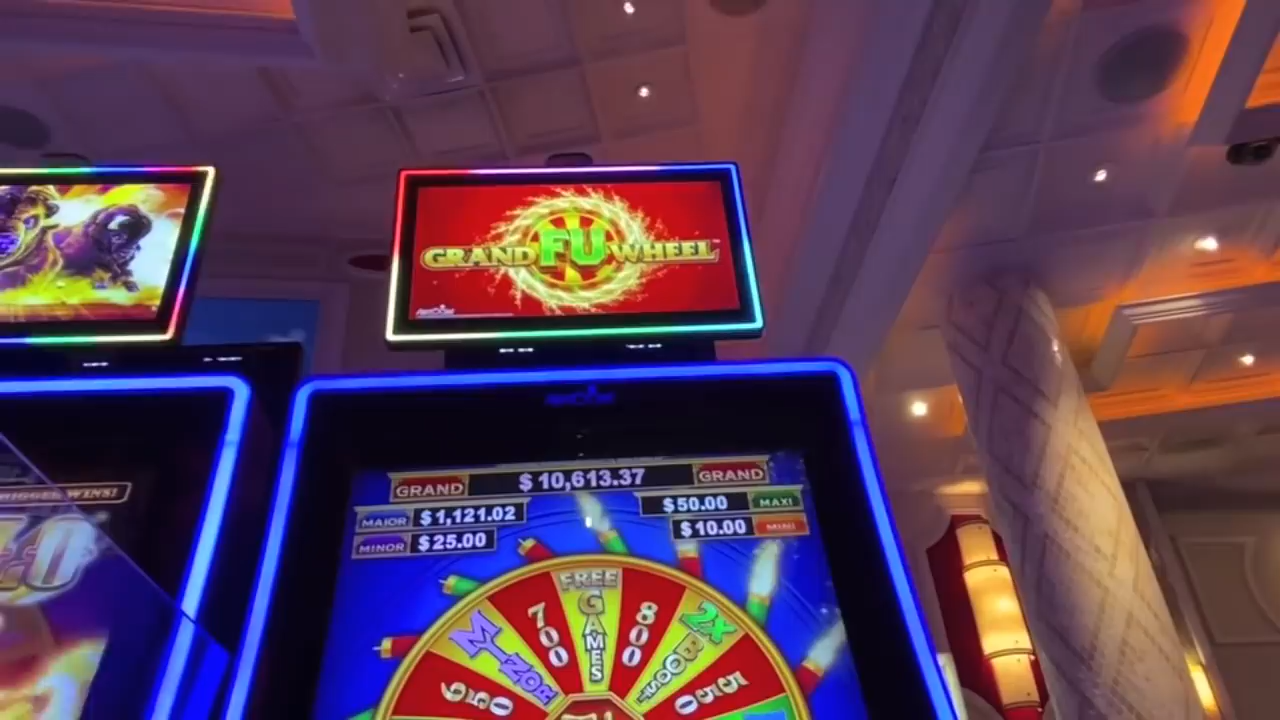 GRAND FU WHEEL
GRAND $10,613.37 GRAND
MAJOR $1,121.02
$50.00 MAXI
MINOR $25.00
$10.00 MINI
WINS!
FREE GAMES
700
800
MINOR
2X BOOST
650
550